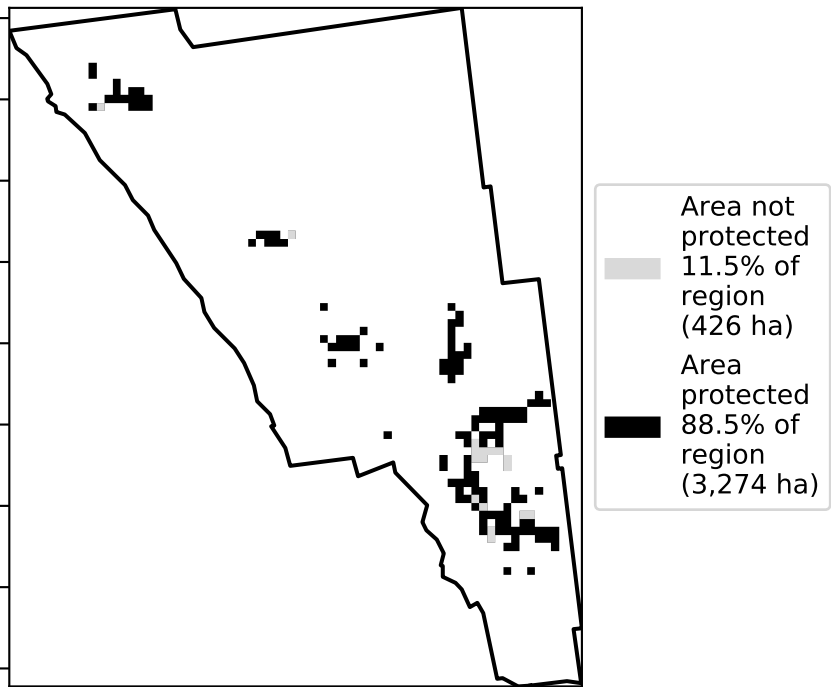 Area not
protected
11.5% of
region
(426 ha)
Area
protected
88.5% of
region
(3,274 ha)